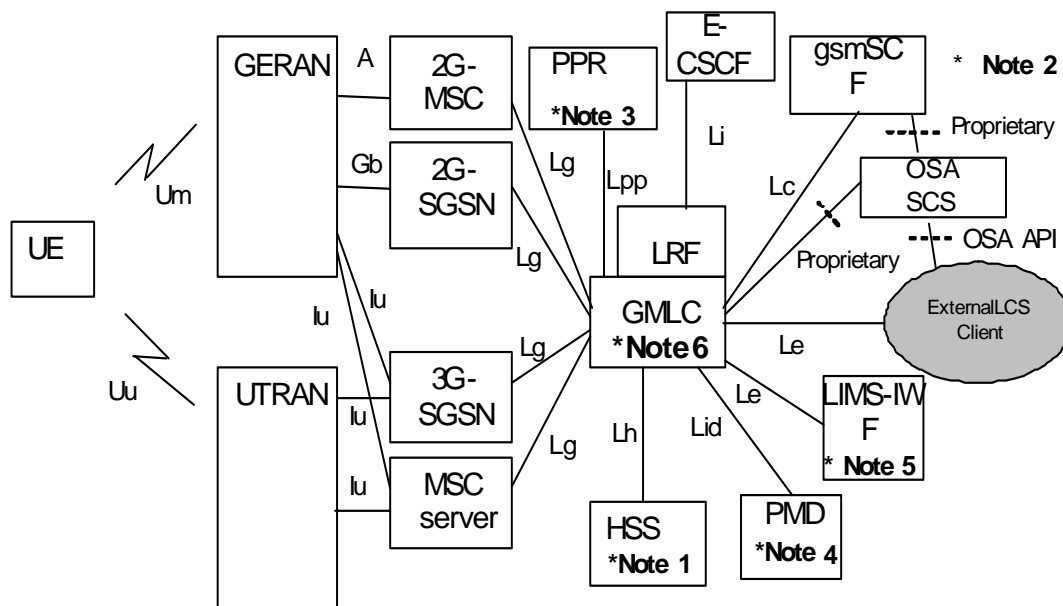 E-
CSCF
GERAN
A
2G-
MSC
PPR
*Note 3
gsmSC
F
* Note 2
Proprietary
Li
Um
Gb
2G-
SGSN
Lg
Lpp
Lc
OSA
SCS
UE
Lg
LRF
Proprietary
OSA API
Iu
Iu
GMLC
*Note 6
ExternalLCS
Client
Le
Uu
UTRAN
Iu
3G-
SGSN
Lg
Le
LIMS-IW
F
* Note 5
Iu
MSC
server
Lg
Lh
Lid
HSS
*Note 1
PMD
*Note 4